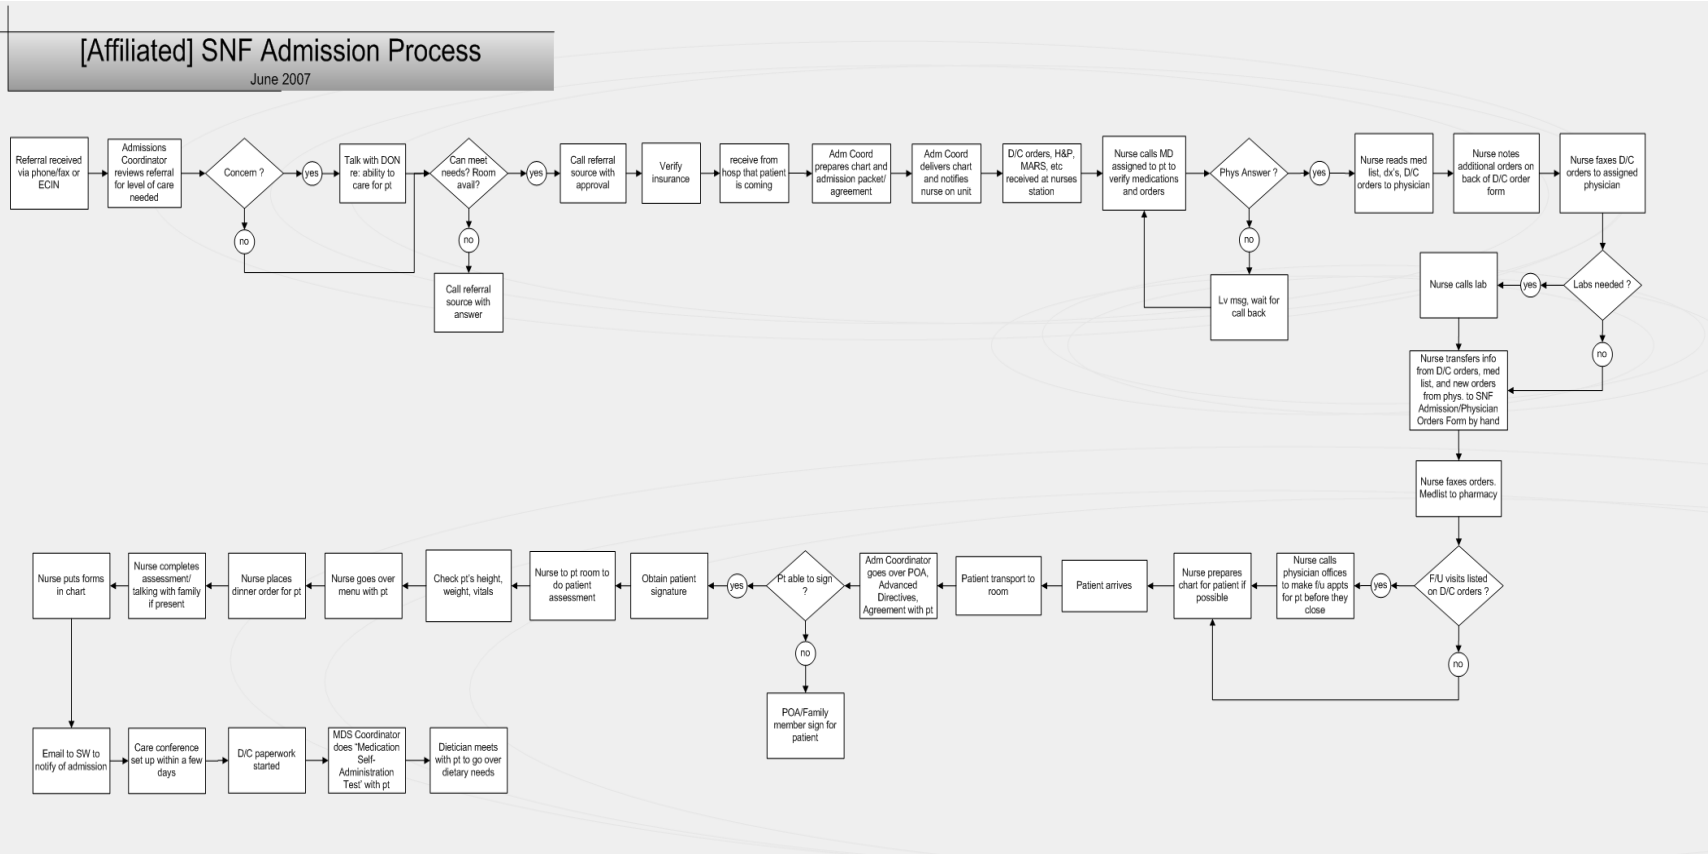 [Affiliated] SNF Admission Process
June 2007
Referral received
via phone/fax or
ECIN
Admissions
Coordinator
reviews referral
for level of care
needed
Concern ?
yes
no
Talk with DON
re: ability to
care for pt
Can meet
needs? Room
avail?
yes
no
Call referral
source with
answer
Call referral
source with
approval
Verify
insurance
receive from
hosp that patient
is coming
Adm Coord
prepares chart and
admission packet/
agreement
Adm Coord
delivers chart
and notifies
nurse on unit
D/C orders, H&P,
MARS, etc
received at nurses
station
Nurse calls MD
assigned to pt to
verify medications
and orders
Phys Answer ?
yes
no
Lv msg, wait for
call back
Nurse reads med
list, dx's, D/C
orders to physician
Nurse notes
additional orders on
back of D/C order
form
Nurse faxes D/C
orders to assigned
physician
Labs needed ?
yes
no
Nurse calls lab
Nurse transfers info
from D/C orders, med
list, and new orders
from phys. to SNF
Admission/Physician
Orders Form by hand
Nurse faxes orders.
Medlist to pharmacy
F/U visits listed
on D/C orders ?
yes
no
Nurse calls
physician offices
to make f/u appts
for pt before they
close
Nurse prepares
chart for patient if
possible
Patient arrives
Patient transport to
room
Adm Coordinator
goes over POA,
Advanced
Directives,
Agreement with pt
Pt able to sign
?
yes
no
POA/Family
member sign for
patient
Obtain patient
signature
Nurse to pt room to
do patient
assessment
Check pt's height,
weight, vitals
Nurse goes over
menu with pt
Nurse places
dinner order for pt
Nurse completes
assessment/
talking with family
if present
Nurse puts forms
in chart
Email to SW to
notify of admission
Care conference
set up within a few
days
D/C paperwork
started
MDS Coordinator
does "Medication
Self-
Administration
Test' with pt
Dietician meets
with pt to go over
dietary needs